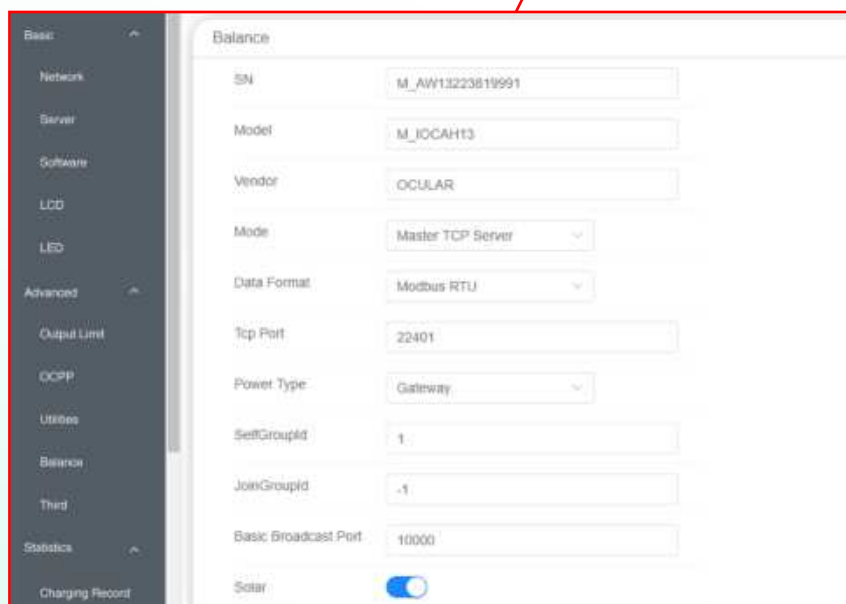 Basic
Network
Server
Software
LCD
LED
Advanced
Output Limit
OCPP
Utilities
Balance
Third
Statistics
Charging Record
Balance
SN M_AW13223819991
Model M_IOCAH13
Vendor OCULAR
Mode Master TCP Server
Data Format Modbus RTU
Tcp Port 22401
Power Type Gateway
SelfGroupId 1
JoinGroupId -1
Basic Broadcast Port 10000
Solar